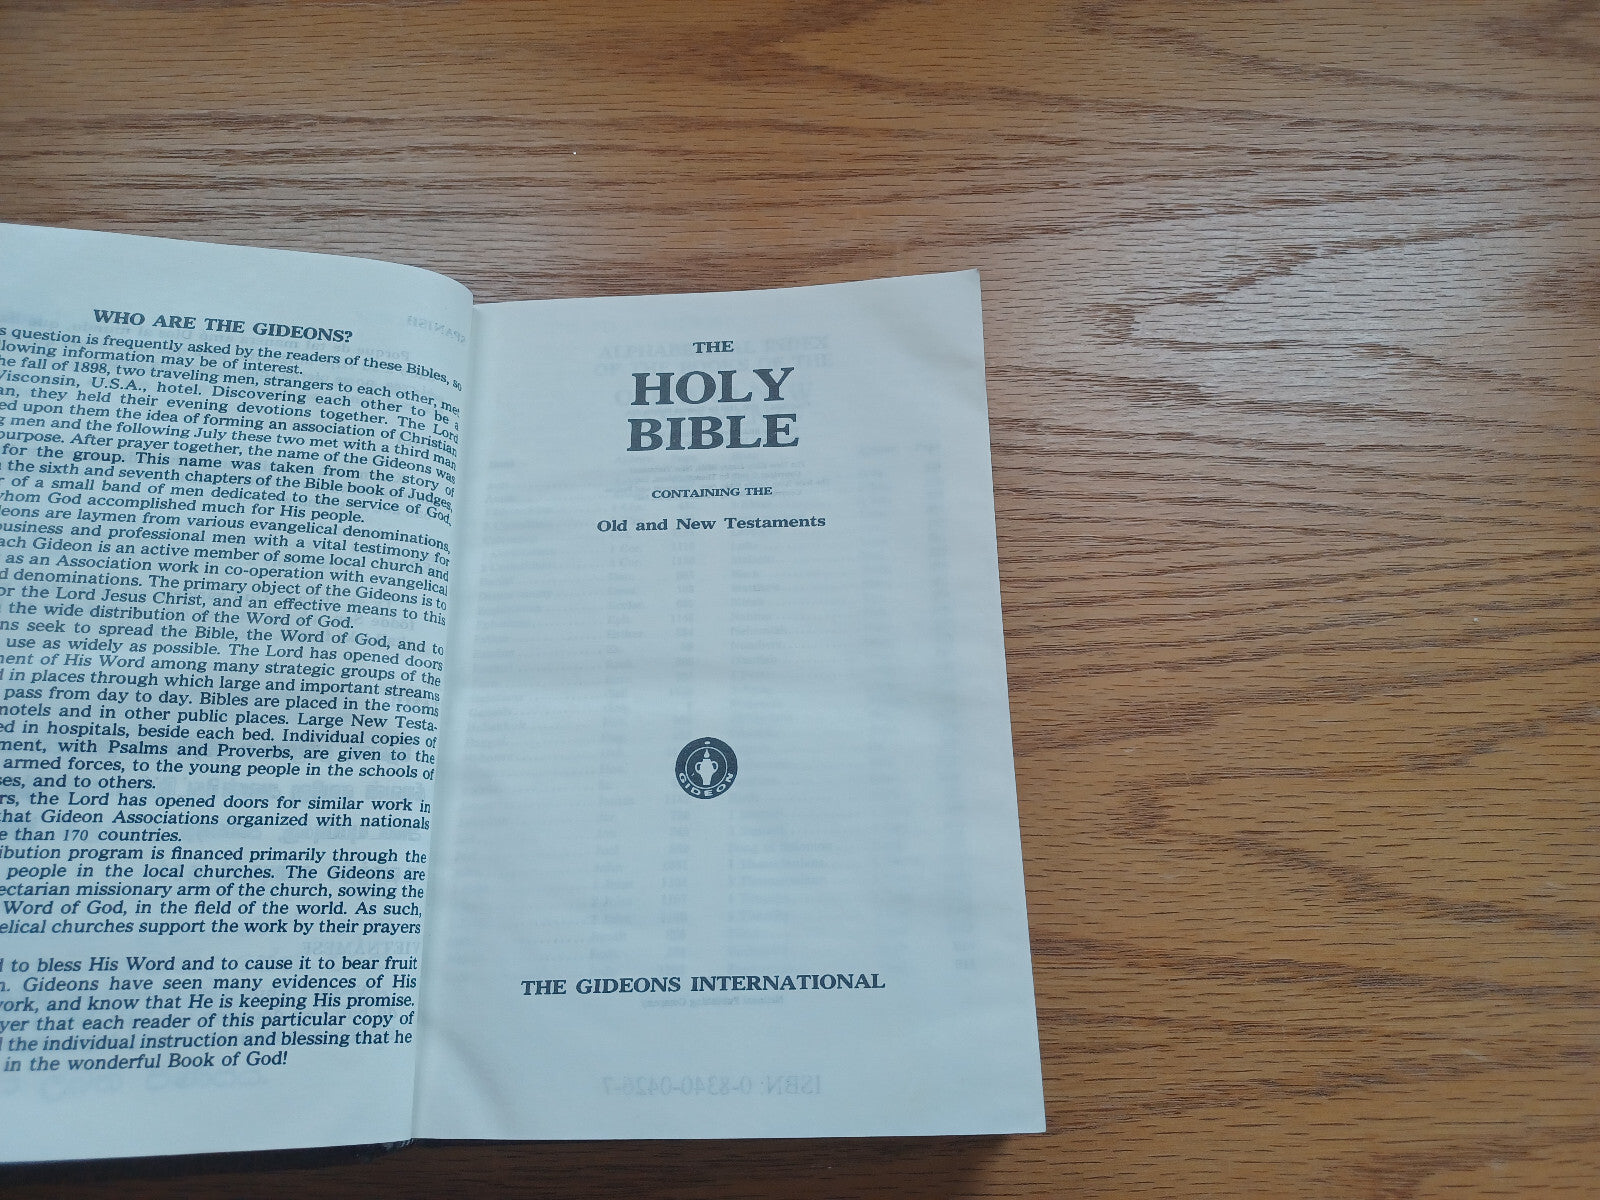 WHO ARE THE GIDEONS?
question is frequently asked by the readers of these Bibles, so
lowing information may be of interest.
he fall of 1898, two traveling men, strangers to each other, met
Wisconsin, U.S.A., hotel. Discovering each other to be a
an, they held their evening devotions together. The Lord
ed upon them the idea of forming an association of Christian
g men and the following July these two met with a third man
purpose. After prayer together, the name of the Gideons was
for the group. This name was taken from the story of
the sixth and seventh chapters of the Bible book of Judges,
of a small band of men dedicated to the service of God,
whom God accomplished much for His people.
deons are laymen from various evangelical denominations,
business and professional men with a vital testimony for
ach Gideon is an active member of some local church and
as an Association work in co-operation with evangelical
d denominations. The primary object of the Gideons is to
or the Lord Jesus Christ, and an effective means to this
the wide distribution of the Word of God.
ns seek to spread the Bible, the Word of God, and to
use as widely as possible. The Lord has opened doors
ment of His Word among many strategic groups of the
d in places through which large and important streams
pass from day to day. Bibles are placed in the rooms
motels and in other public places. Large New Testa-
ed in hospitals, beside each bed. Individual copies of
ment, with Psalms and Proverbs, are given to the
armed forces, to the young people in the schools of
ses, and to others.
rs, the Lord has opened doors for similar work in
that Gideon Associations organized with nationals
e than 170 countries.
ibution program is financed primarily through the
people in the local churches. The Gideons are
ectarian missionary arm of the church, sowing the
Word of God, in the field of the world. As such,
elical churches support the work by their prayers
d to bless His Word and to cause it to bear fruit
n. Gideons have seen many evidences of His
work, and know that He is keeping His promise.
yer that each reader of this particular copy of
the individual instruction and blessing that he
in the wonderful Book of God!
THE
HOLY
BIBLE
CONTAINING THE
Old and New Testaments
GIDEON
THE GIDEONS INTERNATIONAL
ISBN: 0-8340-0426-7